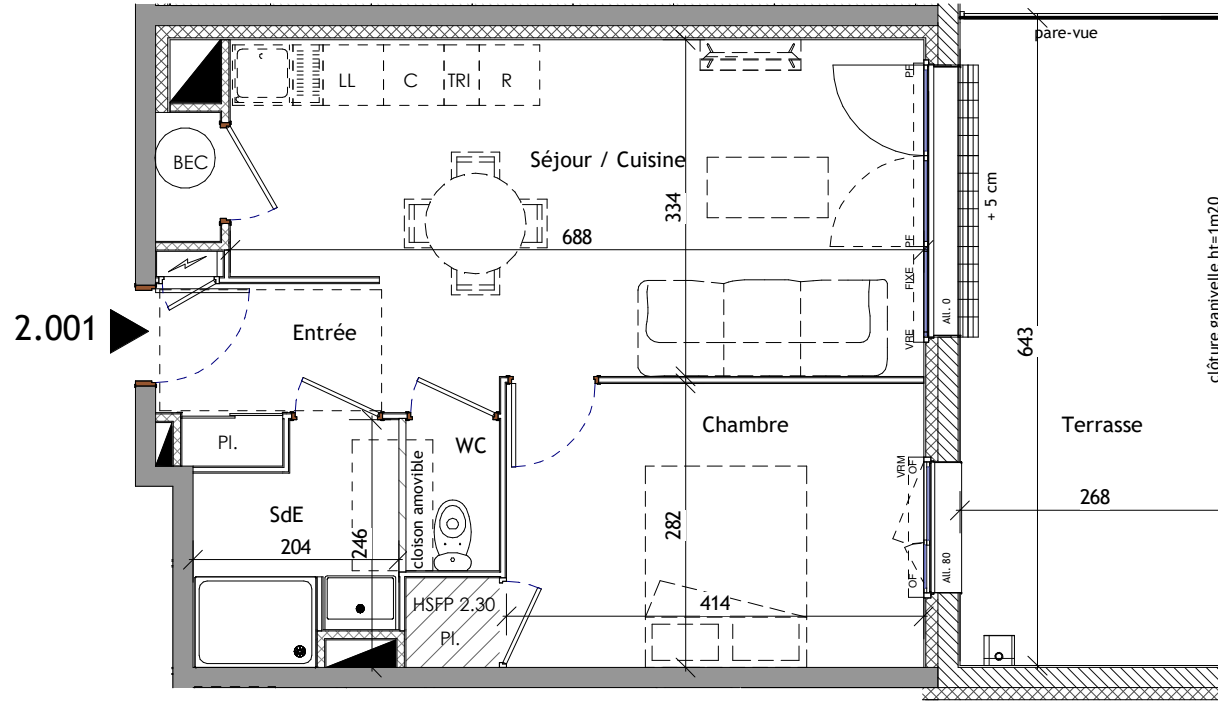 pare-vue
LL
C
TRI
R
PF
BEC
Séjour / Cuisine
334
+ 5 cm
clôture ganivelle ht=1m20
688
PF
FIXE
VRE
All. 0
2.001
Entrée
643
Pl.
WC
Chambre
Terrasse
cloison amovible
VRM
OF
268
SdE
204
246
282
All. 80
OF
HSFP 2.30
Pl.
414